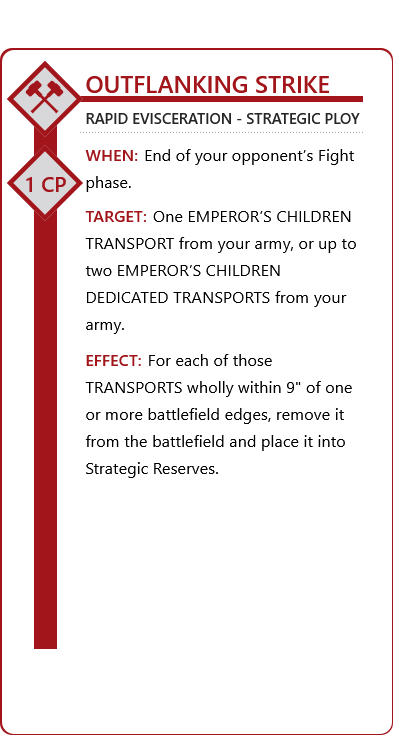 OUTFLANKING STRIKE
RAPID EVISCERATION - STRATEGIC PLOY
1 CP
WHEN: End of your opponent’s Fight
phase.
TARGET: One EMPEROR’S CHILDREN
TRANSPORT from your army, or up to
two EMPEROR’S CHILDREN
DEDICATED TRANSPORTS from your
army.
EFFECT: For each of those
TRANSPORTS wholly within 9" of one
or more battlefield edges, remove it
from the battlefield and place it into
Strategic Reserves.